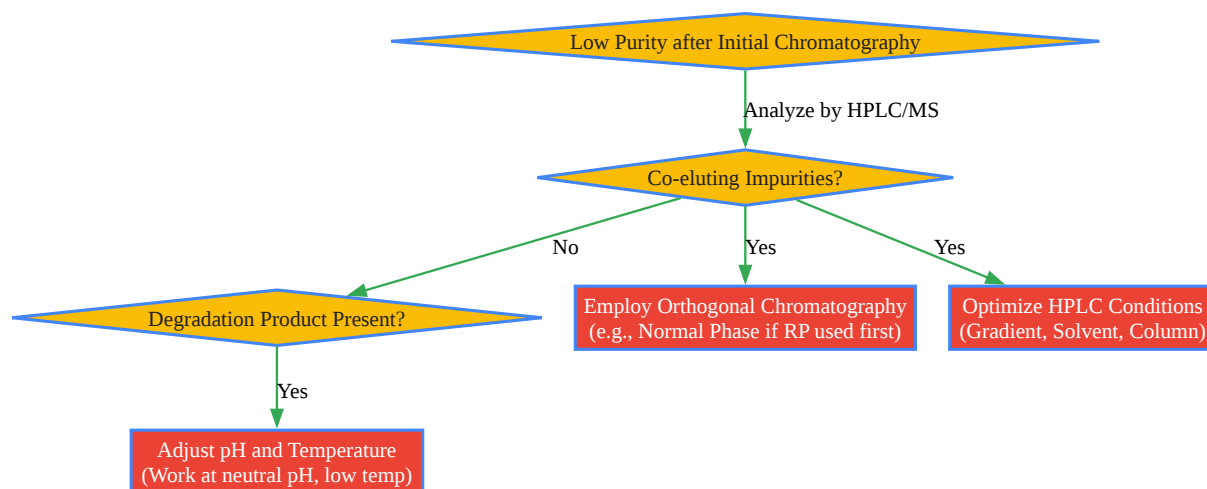 Low Purity after Initial Chromatography
Analyze by HPLC/MS
Co-eluting Impurities?
No
Yes
Yes
Degradation Product Present?
Employ Orthogonal Chromatography
(e.g., Normal Phase if RP used first)
Optimize HPLC Conditions
(Gradient, Solvent, Column)
Yes
Adjust pH and Temperature
(Work at neutral pH, low temp)